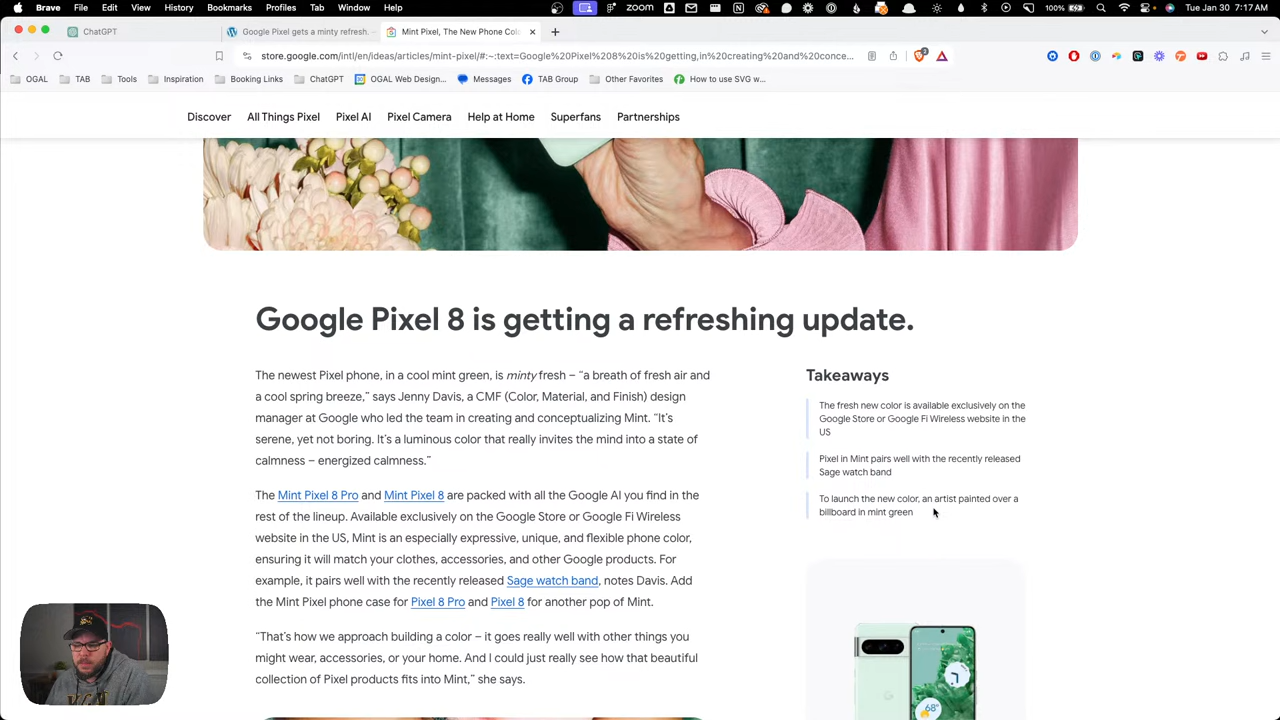 Brave File Edit View History Bookmarks Profiles Tab Window Help
zoom
100%
Tue Jan 30 7:17 AM
ChatGPT
Google Pixel gets a minty refresh.
Mint Pixel, The New Phone Col
store.google.com/intl/en/ideas/articles/mint-pixel/#:~:text=Google%20Pixel%208%20is%20getting,in%20creating%20and%20conce...
OGAL TAB Tools Inspiration Booking Links ChatGPT OGAL Web Design... Messages TAB Group Other Favorites How to use SVG w...
Discover All Things Pixel Pixel AI Pixel Camera Help at Home Superfans Partnerships
Google Pixel 8 is getting a refreshing update.
The newest Pixel phone, in a cool mint green, is minty fresh – “a breath of fresh air and
a cool spring breeze,” says Jenny Davis, a CMF (Color, Material, and Finish) design
manager at Google who led the team in creating and conceptualizing Mint. “It’s
serene, yet not boring. It’s a luminous color that really invites the mind into a state of
calmness – energized calmness.”
The Mint Pixel 8 Pro and Mint Pixel 8 are packed with all the Google AI you find in the
rest of the lineup. Available exclusively on the Google Store or Google Fi Wireless
website in the US, Mint is an especially expressive, unique, and flexible phone color,
ensuring it will match your clothes, accessories, and other Google products. For
example, it pairs well with the recently released Sage watch band, notes Davis. Add
the Mint Pixel phone case for Pixel 8 Pro and Pixel 8 for another pop of Mint.
“That’s how we approach building a color – it goes really well with other things you
might wear, accessories, or your home. And I could just really see how that beautiful
collection of Pixel products fits into Mint,” she says.
Takeaways
The fresh new color is available exclusively on the
Google Store or Google Fi Wireless website in the
US
Pixel in Mint pairs well with the recently released
Sage watch band
To launch the new color, an artist painted over a
billboard in mint green
68°